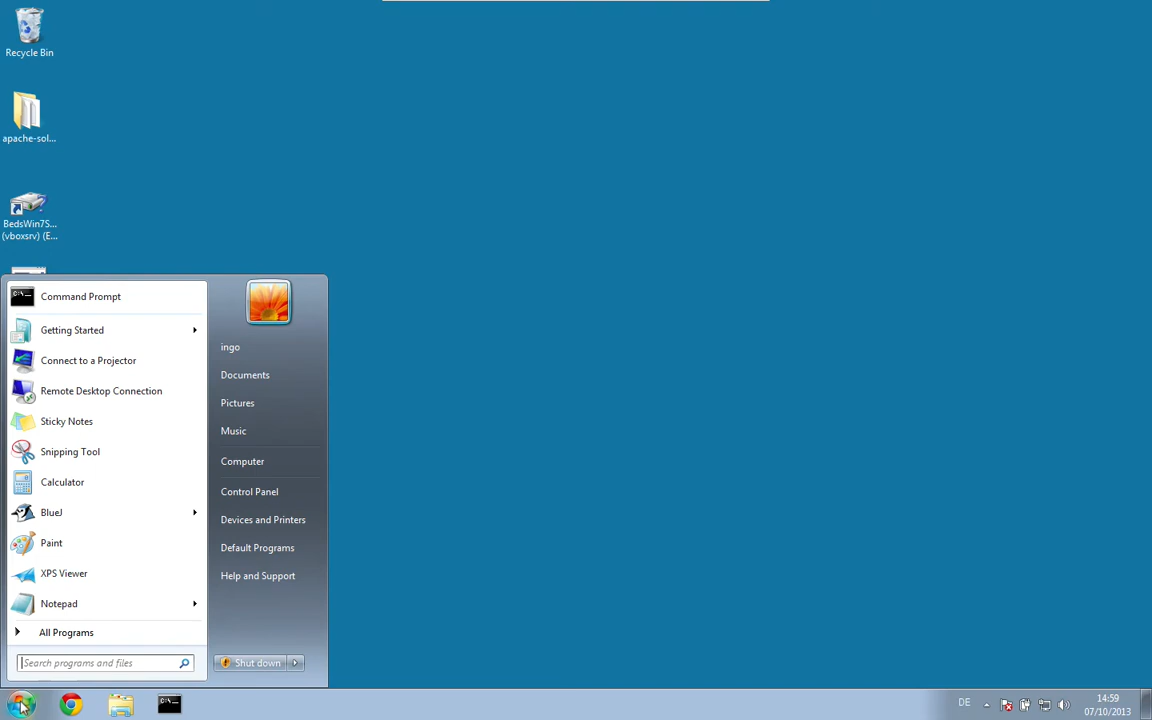 Recycle Bin
apache-sol...
BedsWin7S...
(vboxsrv) (E...
Command Prompt
Getting Started
Connect to a Projector
Remote Desktop Connection
Sticky Notes
Snipping Tool
Calculator
BlueJ
Paint
XPS Viewer
Notepad
All Programs
Search programs and files
ingo
Documents
Pictures
Music
Computer
Control Panel
Devices and Printers
Default Programs
Help and Support
Shut down
DE
14:59
07/10/2013